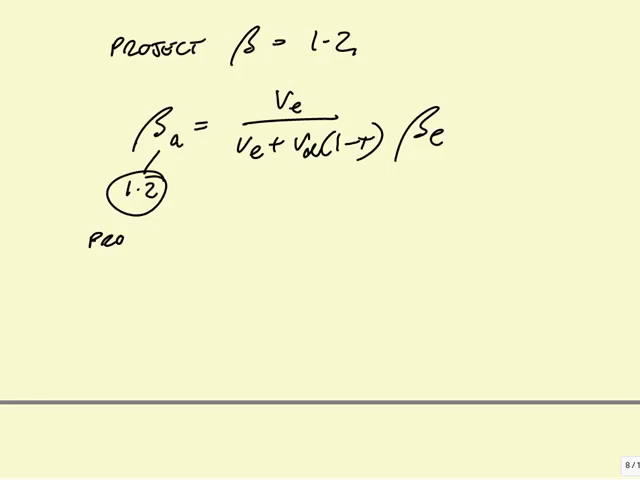 PROJECT β = 1.2
βa = Ve / (Ve + Vd(1-T)) βe
1.2
PRO
8 / 1